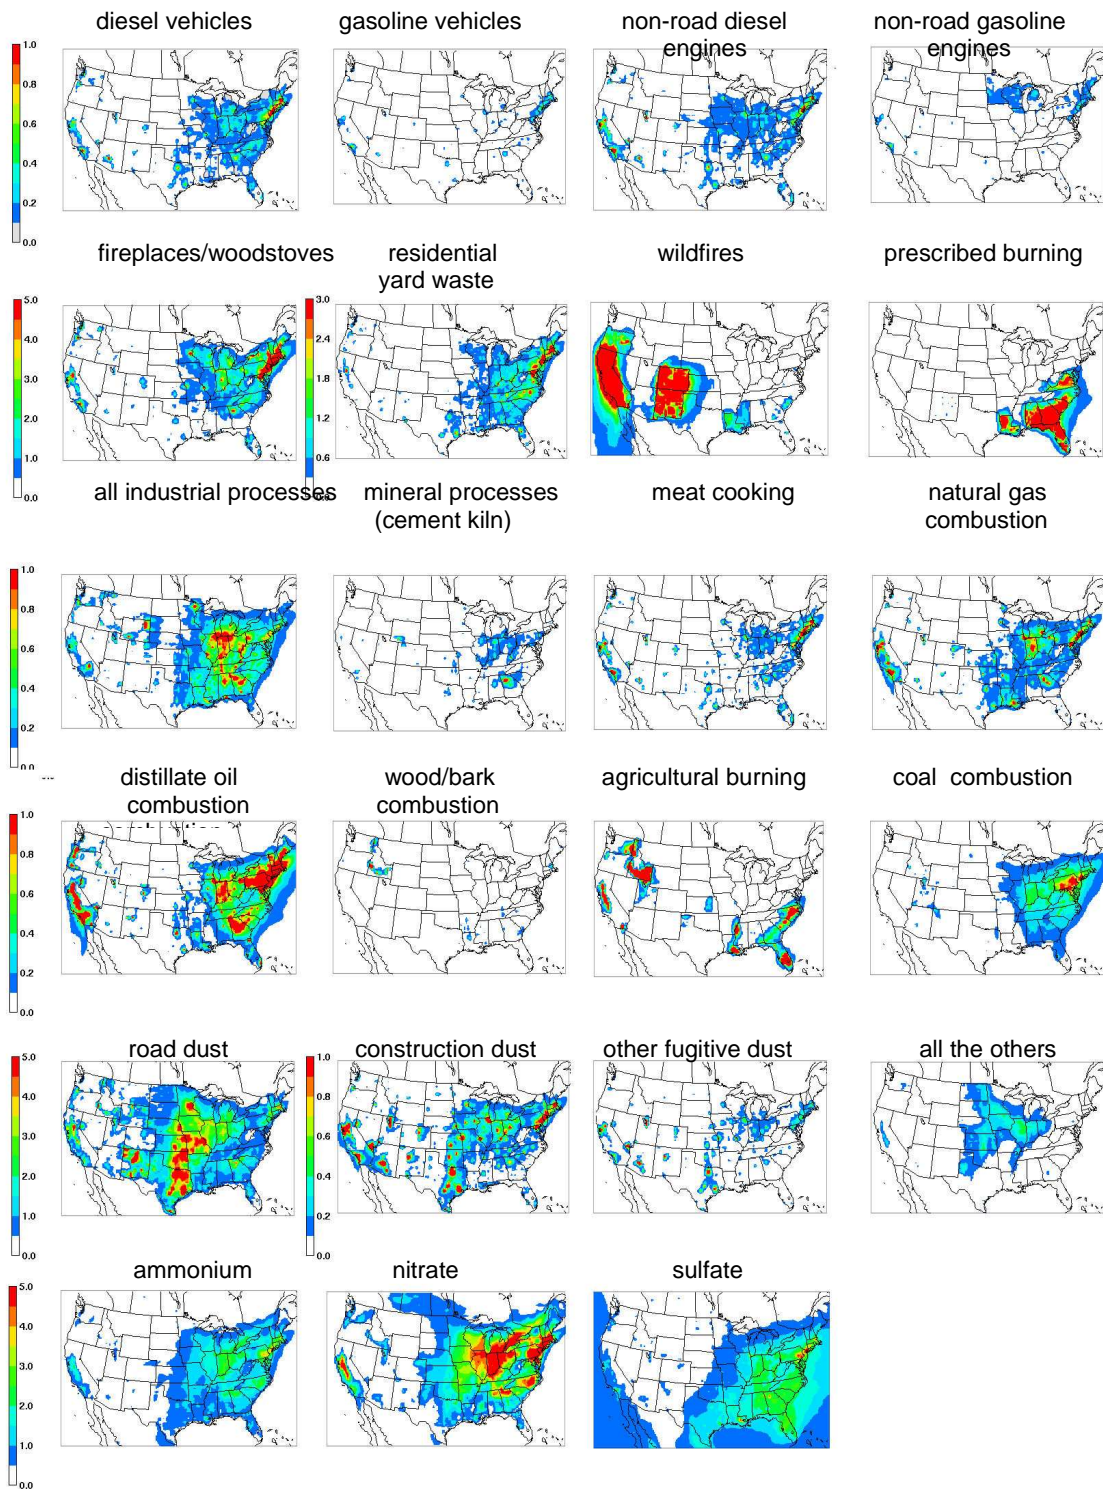 diesel vehicles
gasoline vehicles
non-road diesel
engines
non-road gasoline
engines
1.0
0.8
0.6
0.4
0.2
0.0
fireplaces/woodstoves
residential
yard waste
wildfires
prescribed burning
5.0
4.0
3.0
2.0
1.0
0.0
3.0
2.4
1.8
1.2
0.6
all industrial processes
mineral processes
(cement kiln)
meat cooking
natural gas
combustion
1.0
0.8
0.6
0.4
0.2
0.0
distillate oil
combustion
wood/bark
combustion
agricultural burning
coal combustion
1.0
0.8
0.6
0.4
0.2
0.0
road dust
construction dust
other fugitive dust
all the others
5.0
4.0
3.0
2.0
1.0
0.0
1.0
0.8
0.6
0.4
0.2
0.0
ammonium
nitrate
sulfate
5.0
4.0
3.0
2.0
1.0
0.0